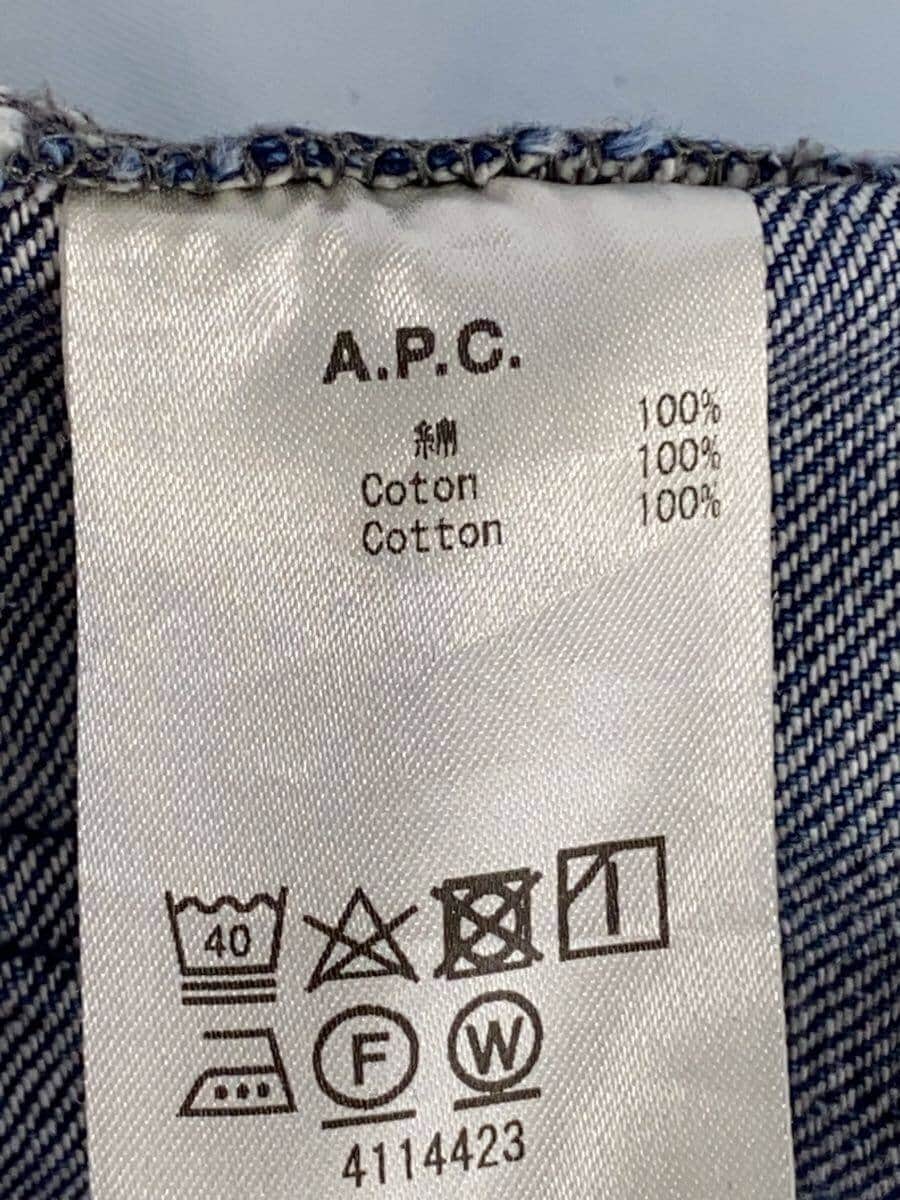 A.P.C.
綿 100%
Coton 100%
Cotton 100%
40
F W
4114423